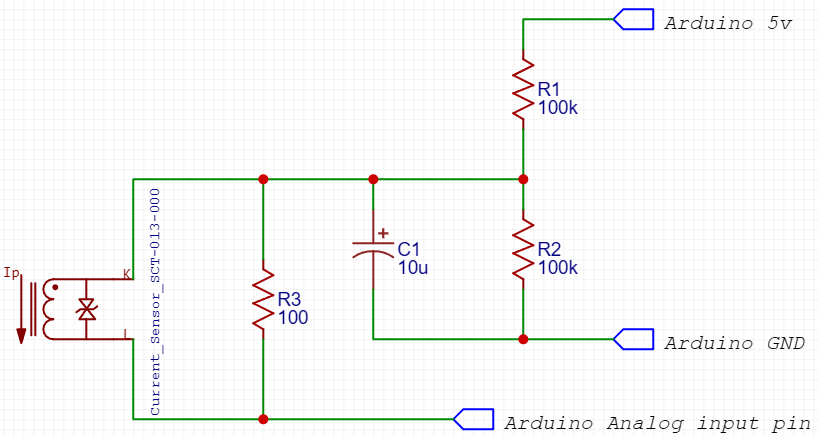 Arduino 5v
R1
100k
Ip
K
L
Current_Sensor_SCT-013-000
R3
100
+
C1
10u
R2
100k
Arduino GND
Arduino Analog input pin